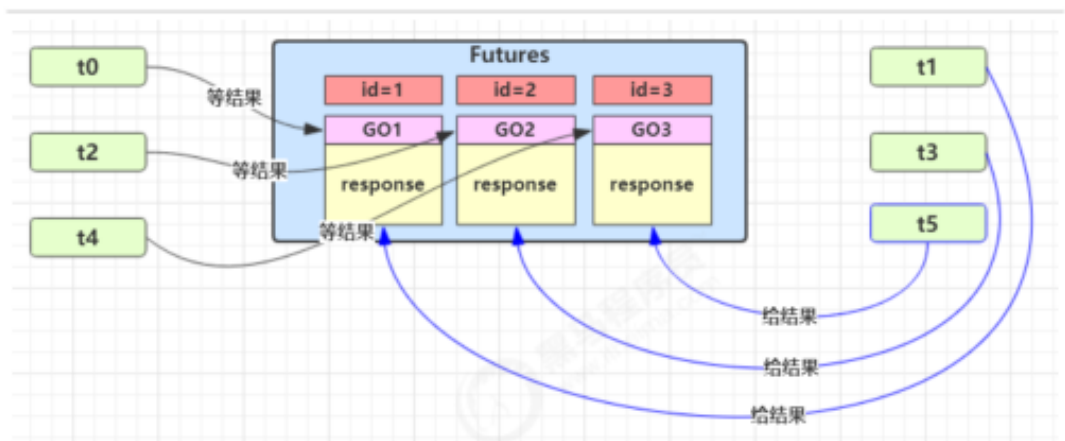 Futures
t0
id=1
id=2
id=3
t1
等结果
GO1
GO2
GO3
t2
等结果
response
response
response
t3
t4
等结果
t5
给结果
给结果
给结果